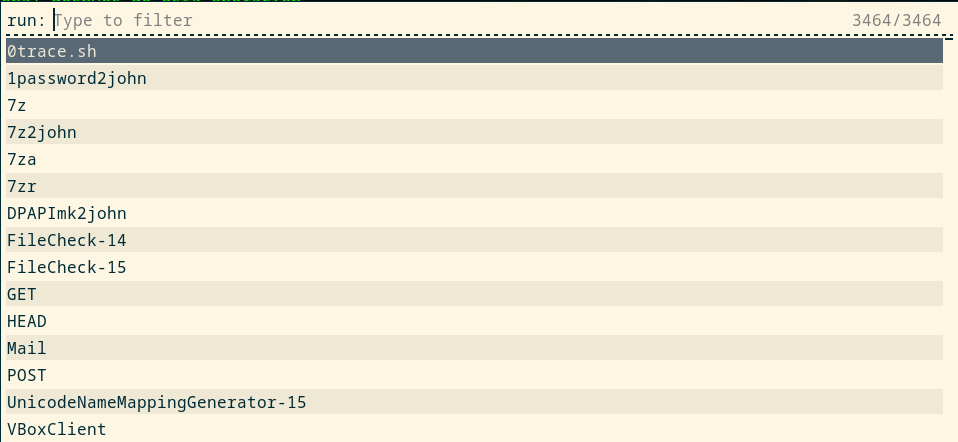 run: Type to filter 3464/3464
0trace.sh
1password2john
7z
7z2john
7za
7zr
DPAPImk2john
FileCheck-14
FileCheck-15
GET
HEAD
Mail
POST
UnicodeNameMappingGenerator-15
VBoxClient